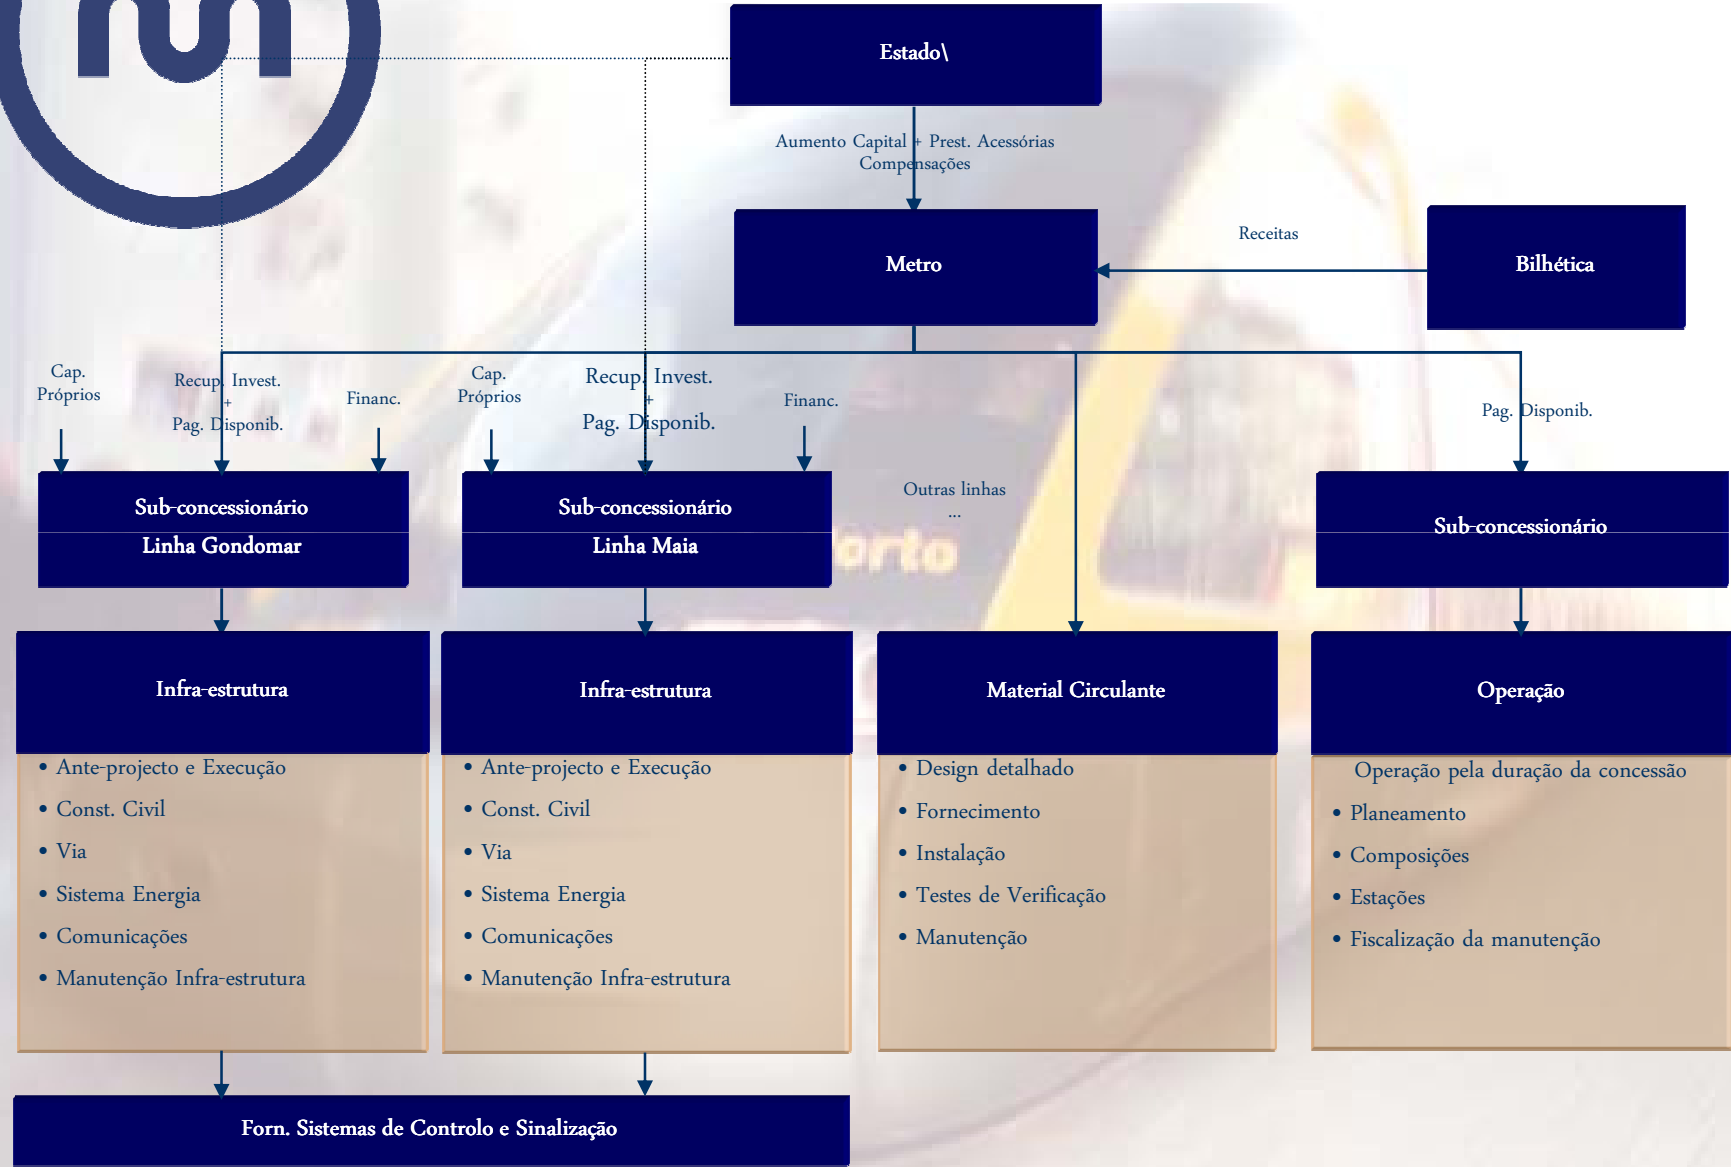 Estado\
Aumento Capital + Prest. Acessórias
Compensações
Metro
Receitas
Bilhética
Cap.
Próprios
Recup. Invest.
+
Pag. Disponib.
Financ.
Cap.
Próprios
Recup. Invest.
+
Pag. Disponib.
Financ.
Pag. Disponib.
Sub-concessionário
Linha Gondomar
Sub-concessionário
Linha Maia
Outras linhas
...
orto
Sub-concessionário
Infra-estrutura
• Ante-projecto e Execução
• Const. Civil
• Via
• Sistema Energia
• Comunicações
• Manutenção Infra-estrutura
Infra-estrutura
• Ante-projecto e Execução
• Const. Civil
• Via
• Sistema Energia
• Comunicações
• Manutenção Infra-estrutura
Material Circulante
• Design detalhado
• Fornecimento
• Instalação
• Testes de Verificação
• Manutenção
Operação
Operação pela duração da concessão
• Planeamento
• Composições
• Estações
• Fiscalização da manutenção
Forn. Sistemas de Controlo e Sinalização